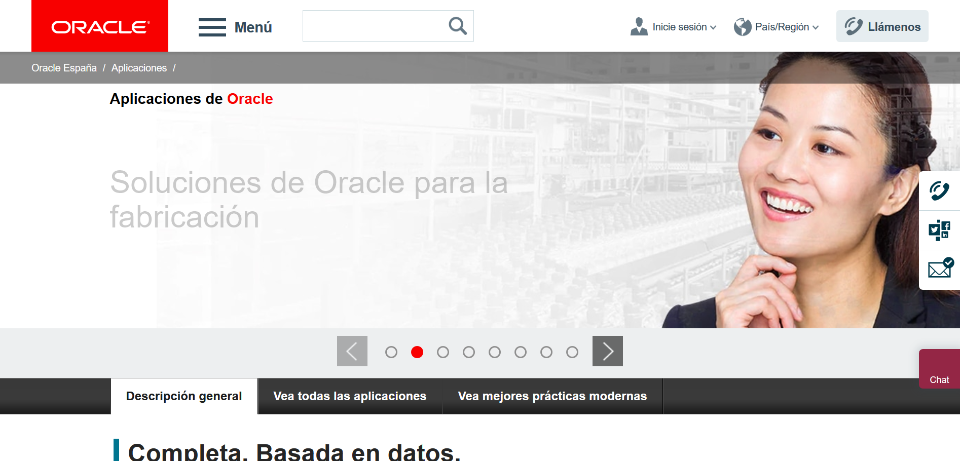 ORACLE
Menú
Inicie sesión
País/Región
Llámenos
Oracle España / Aplicaciones /
Aplicaciones de Oracle
Soluciones de Oracle para la
fabricación
Chat
Descripción general
Vea todas las aplicaciones
Vea mejores prácticas modernas
Completa. Basada en datos.